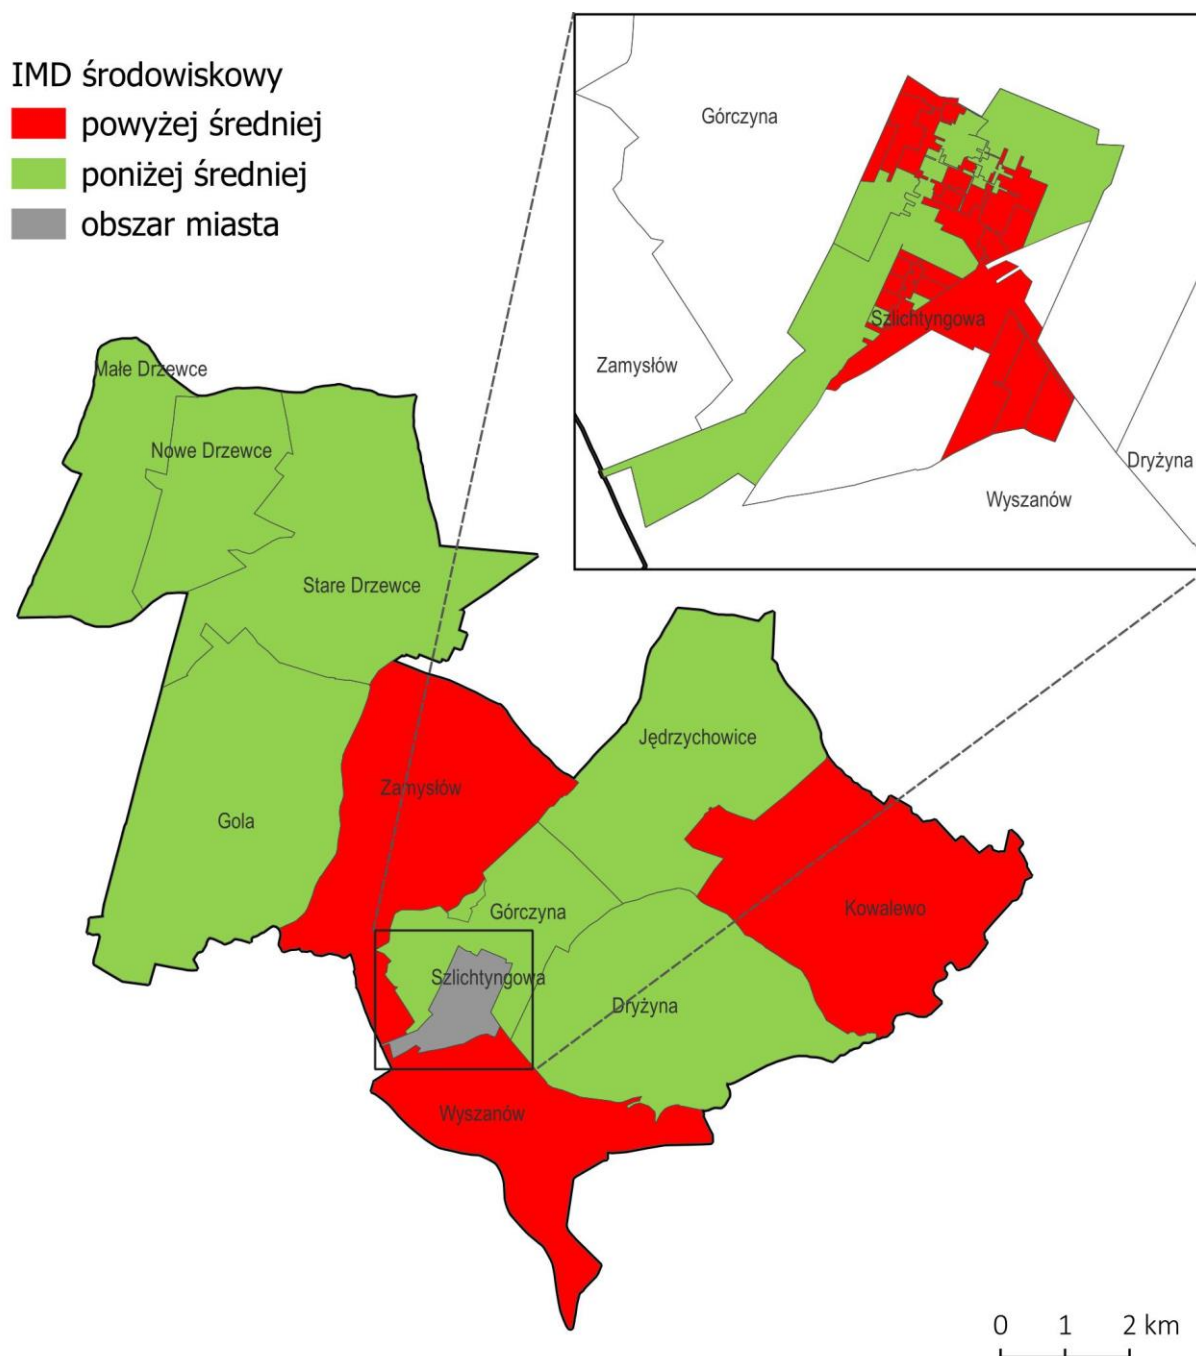 IMD środowiskowy
powyżej średniej
poniżej średniej
obszar miasta
Górczyna
Szlichtyngowa
Zamysłów
Dryżyna
Wyszanów
Małe Drzewce
Nowe Drzewce
Stare Drzewce
Jędrzychowice
Zamysłów
Gola
Kowalewo
Górczyna
Szlichtyngowa
Dryżyna
Wyszanów
0 1 2 km